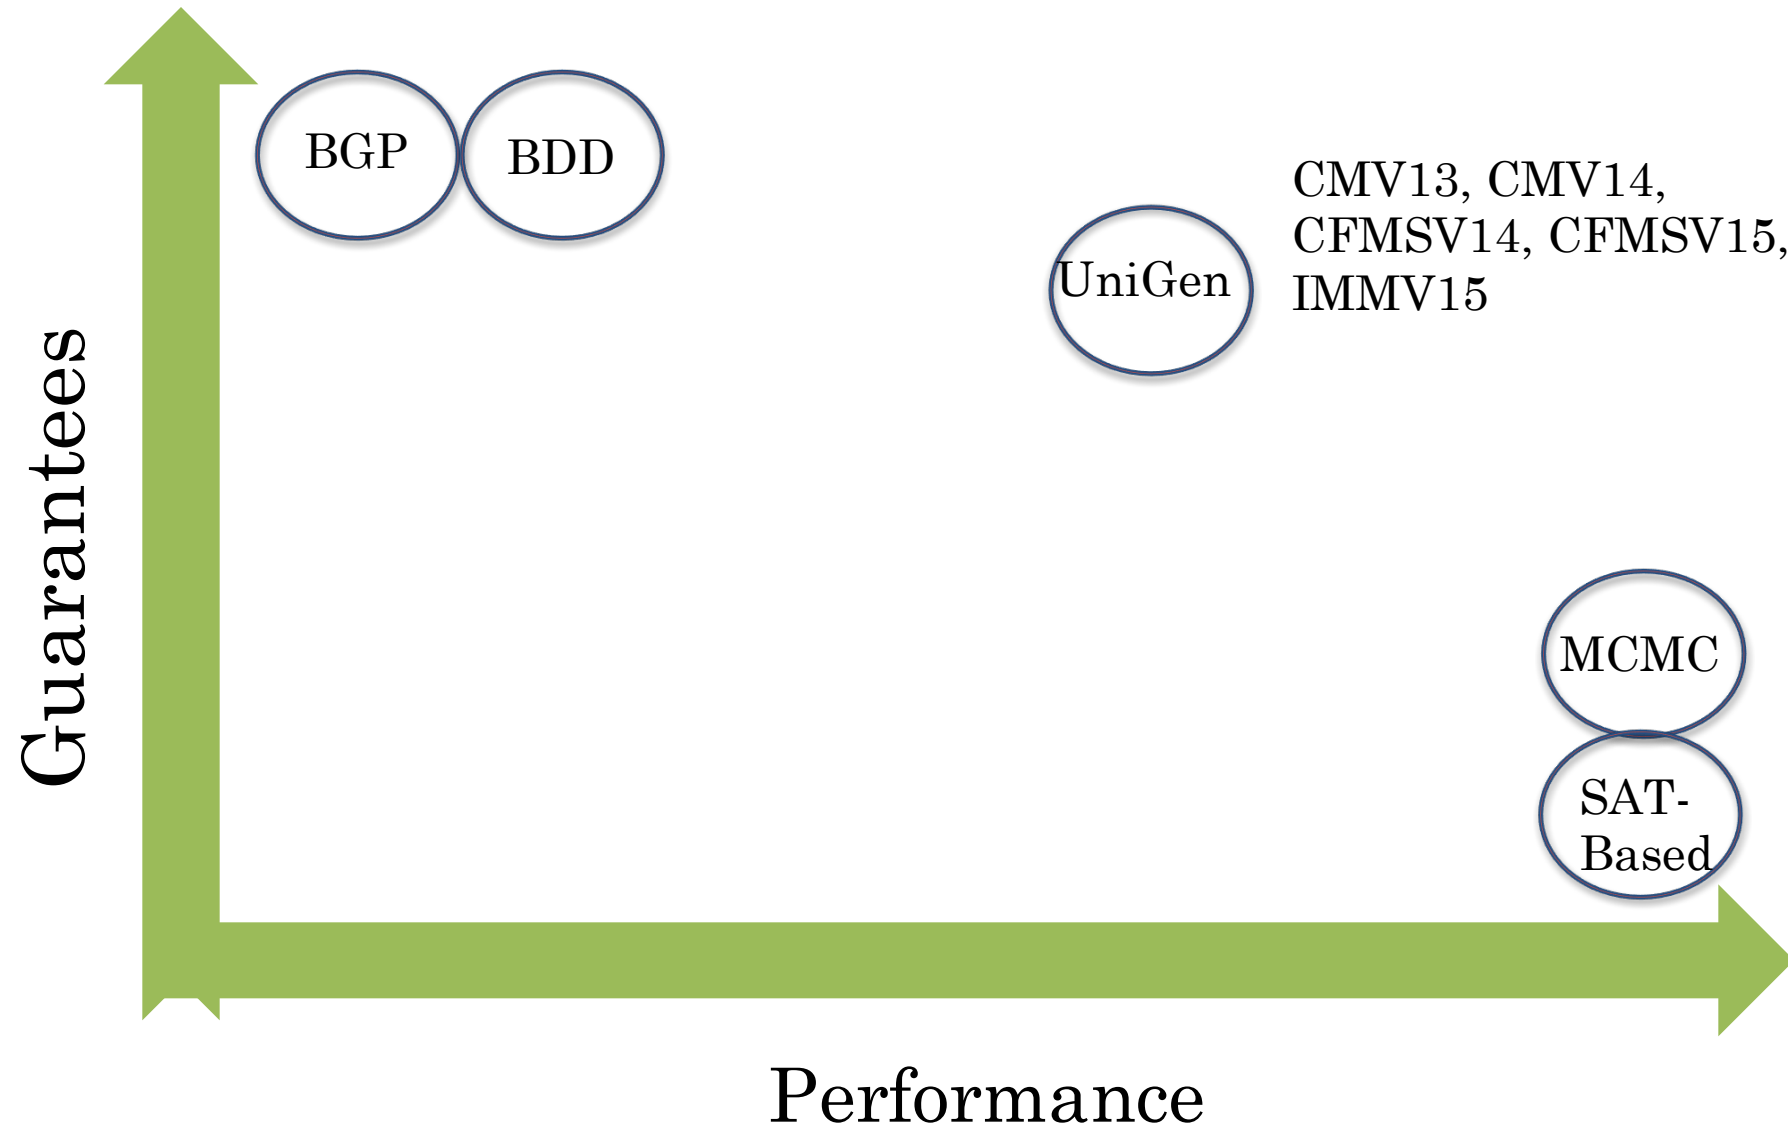 BGP
BDD
CMV13, CMV14,
CFMSV14, CFMSV15,
IMMV15
UniGen
Guarantees
MCMC
SAT-
Based
Performance